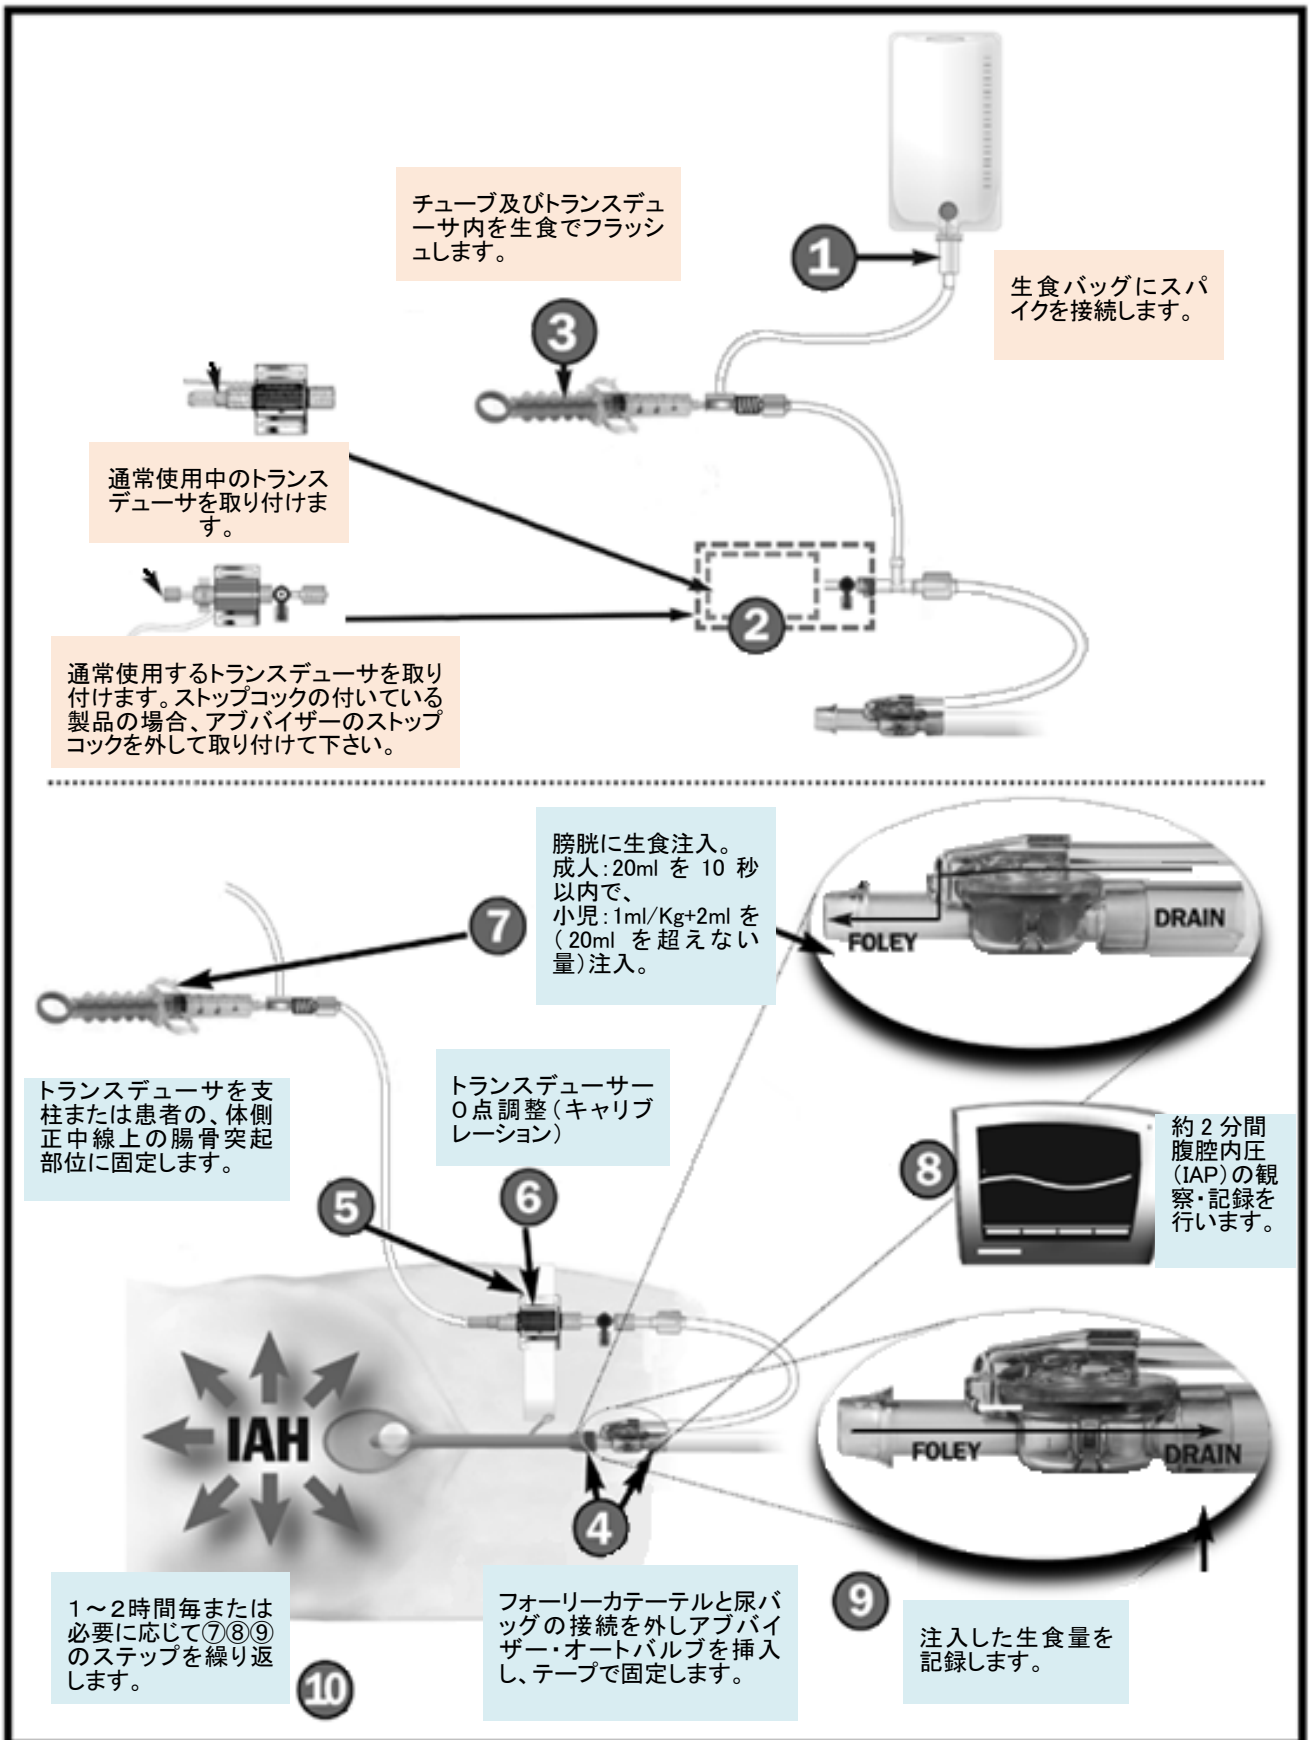 チューブ及びトランスデュ
ーサ内を生食でフラッシ
ュします。
1
生食バッグにスパ
イクを接続します。
3
通常使用中のトランス
デューサを取り付けま
す。
2
通常使用するトランスデューサを取り
付けます。ストップコックの付いている
製品の場合、アブバイザーのストップ
コックを外して取り付けて下さい。
膀胱に生食注入。
成人：20ml を 10 秒
以内で、
小児：1ml/Kg+2ml を
（20ml を超えない
量）注入。
7
FOLEY
DRAIN
トランスデューサを支
柱または患者の、体側
正中線上の腸骨突起
部位に固定します。
トランスデューサー
0点調整（キャリブ
レーション）
5
6
8
約 2 分間
腹腔内圧
（IAP）の観
察・記録を
行います。
IAH
FOLEY
DRAIN
4
1～2時間毎または
必要に応じて⑦⑧⑨
のステップを繰り返
します。
10
フォーリーカテーテルと尿バ
ッグの接続を外しアブバイ
ザー・オートバルブを挿入
し、テープで固定します。
9
注入した生食量を
記録します。